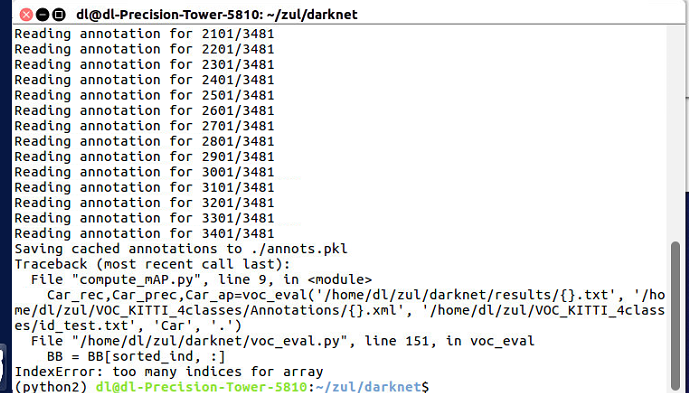 dl@dl-Precision-Tower-5810: ~/zul/darknet
Reading annotation for 2101/3481
Reading annotation for 2201/3481
Reading annotation for 2301/3481
Reading annotation for 2401/3481
Reading annotation for 2501/3481
Reading annotation for 2601/3481
Reading annotation for 2701/3481
Reading annotation for 2801/3481
Reading annotation for 2901/3481
Reading annotation for 3001/3481
Reading annotation for 3101/3481
Reading annotation for 3201/3481
Reading annotation for 3301/3481
Reading annotation for 3401/3481
Saving cached annotations to ./annots.pkl
Traceback (most recent call last):
  File "compute_mAP.py", line 9, in <module>
    Car_rec,Car_prec,Car_ap=voc_eval('/home/dl/zul/darknet/results/{}.txt', '/ho
me/dl/zul/VOC_KITTI_4classes/Annotations/{}.xml', '/home/dl/zul/VOC_KITTI_4class
es/id_test.txt', 'Car', '.')
  File "/home/dl/zul/darknet/voc_eval.py", line 151, in voc_eval
    BB = BB[sorted_ind, :]
IndexError: too many indices for array
(python2) dl@dl-Precision-Tower-5810:~/zul/darknet$